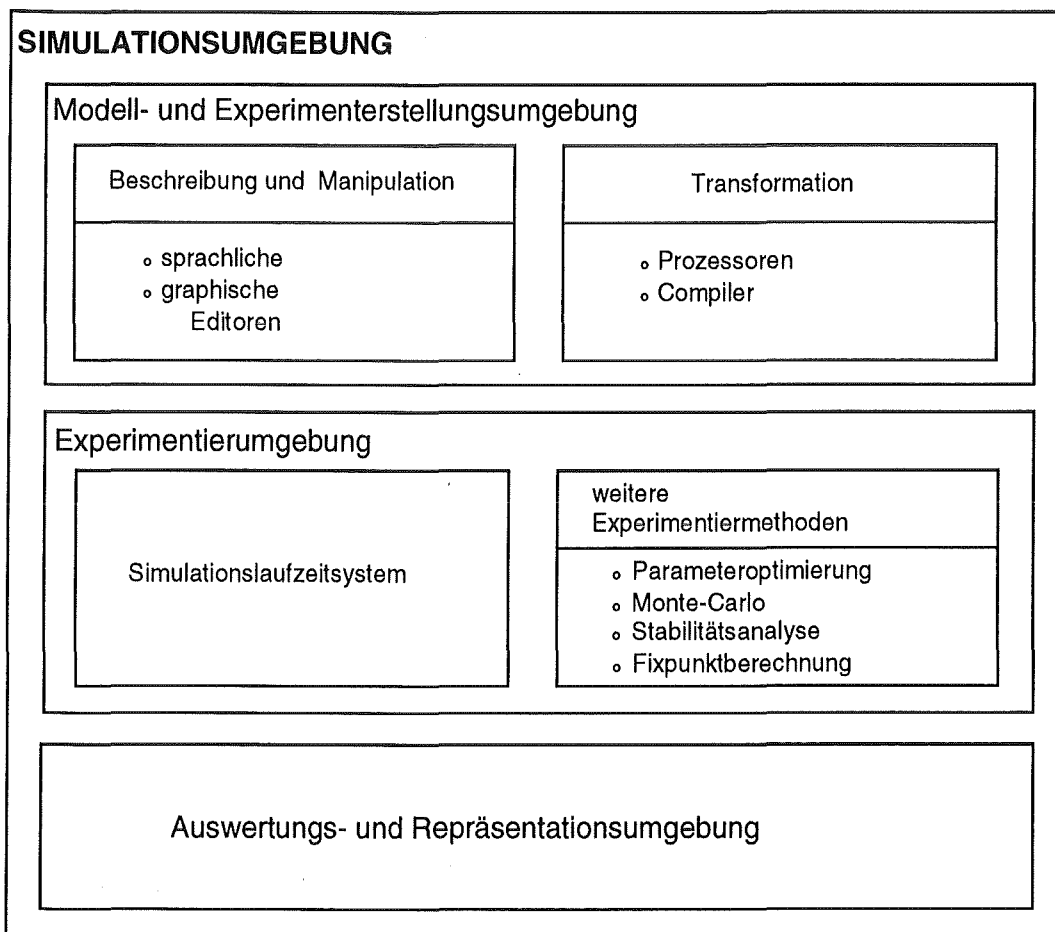 SIMULATIONSUMGEBUNG
Modell- und Experimenterstellungsumgebung
Beschreibung und Manipulation
∘ sprachliche
∘ graphische
Editoren
Transformation
∘ Prozessoren
∘ Compiler
Experimentierumgebung
Simulationslaufzeitsystem
weitere
Experimentiermethoden
∘ Parameteroptimierung
∘ Monte-Carlo
∘ Stabilitätsanalyse
∘ Fixpunktberechnung
Auswertungs- und Repräsentationsumgebung